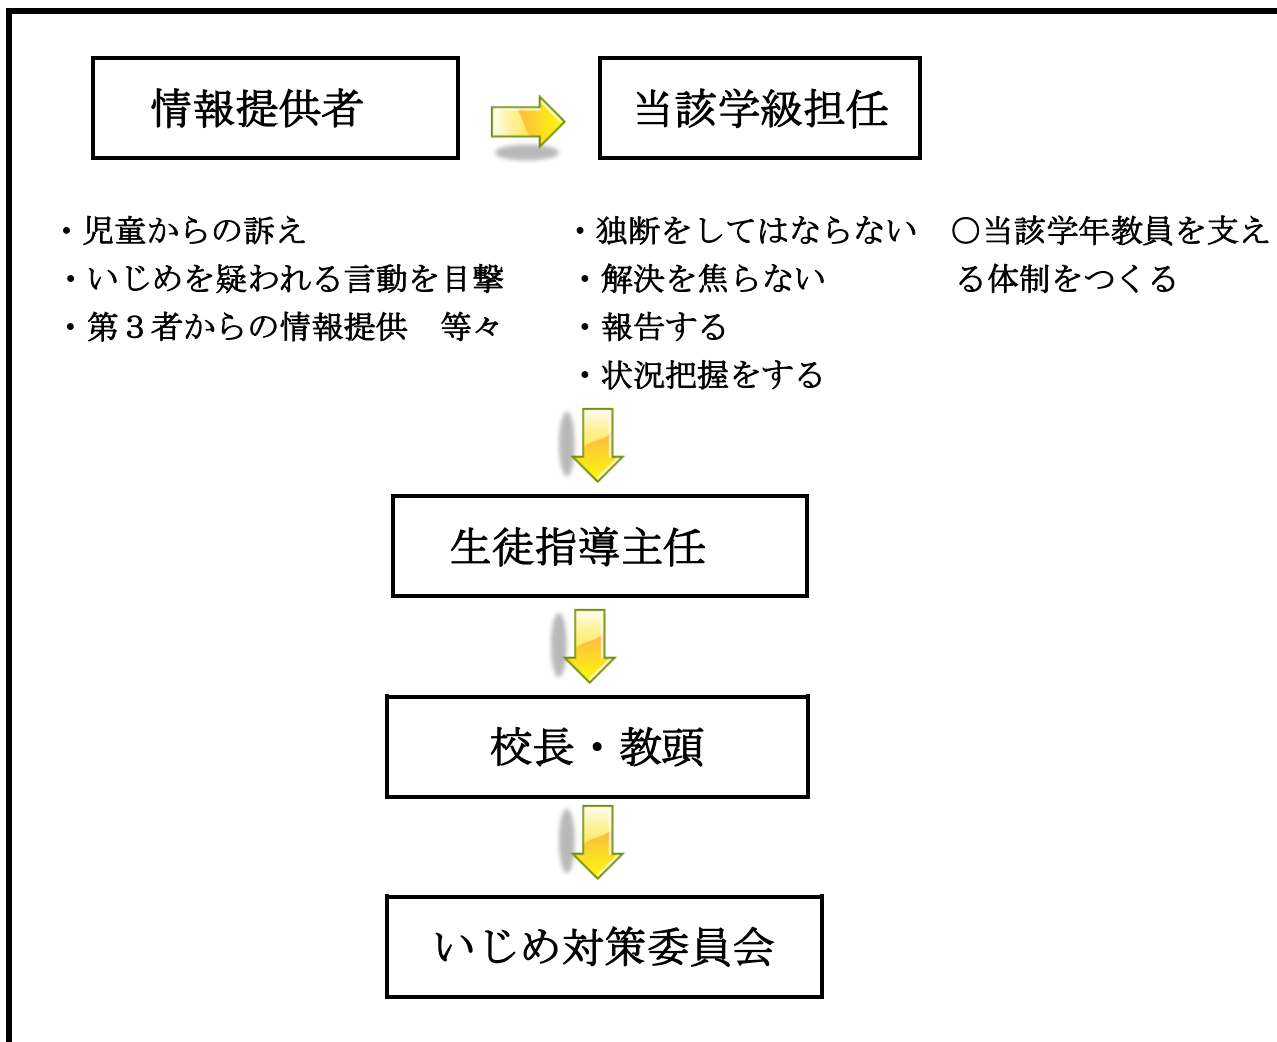 情報提供者
当該学級担任
・児童からの訴え
・いじめを疑われる言動を目撃
・第３者からの情報提供　等々
・独断をしてはならない
・解決を焦らない
・報告する
・状況把握をする
〇当該学年教員を支え
る体制をつくる
生徒指導主任
校長・教頭
いじめ対策委員会